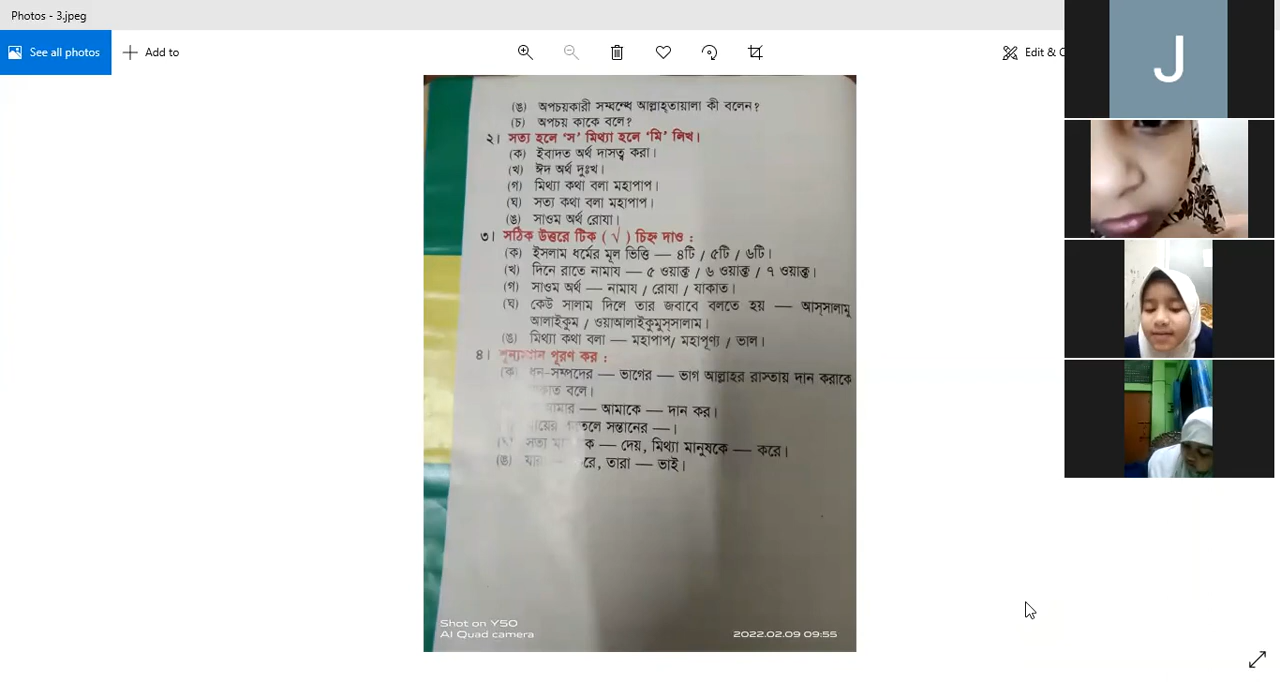 Photos - 3.jpeg
See all photos
Add to
Edit & C
J
(ঙ) অপচয়কারী সম্বন্ধে আল্লাহ্‌তায়ালা কী বলেন?
(চ) অপচয় কাকে বলে?
২। সত্য হলে ‘স’ মিথ্যা হলে ‘মি’ লিখ।
(ক) ইবাদত অর্থ দাসত্ব করা।
(খ) ঈদ অর্থ দুঃখ।
(গ) মিথ্যা কথা বলা মহাপাপ।
(ঘ) সত্য কথা বলা মহাপাপ।
(ঙ) সাওম অর্থ রোযা।
৩। সঠিক উত্তরে টিক ( √ ) চিহ্ন দাও :
(ক) ইসলাম ধর্মের মূল ভিত্তি — ৪টি / ৫টি / ৬টি।
(খ) দিনে রাতে নামায — ৫ ওয়াক্ত / ৬ ওয়াক্ত / ৭ ওয়াক্ত।
(গ) সাওম অর্থ — নামায / রোযা / যাকাত।
(ঘ) কেউ সালাম দিলে তার জবাবে বলতে হয় — আস্‌সালামু
আলাইকুম / ওয়াআলাইকুমুস্‌সালাম।
(ঙ) মিথ্যা কথা বলা — মহাপাপ/ মহাপূণ্য / ভাল।
৪। শূন্যস্থান পূরণ কর :
(ক) ধন-সম্পদের — ভাগের — ভাগ আল্লাহর রাস্তায় দান করাকে
বলে।
— আমাকে — দান কর।
সন্তানের —।
সত্য — দেয়, মিথ্যা মানুষকে — করে।
(ঙ) তারা — ভাই।
Shot on Y50
AI Quad camera
2022.02.09 09:55